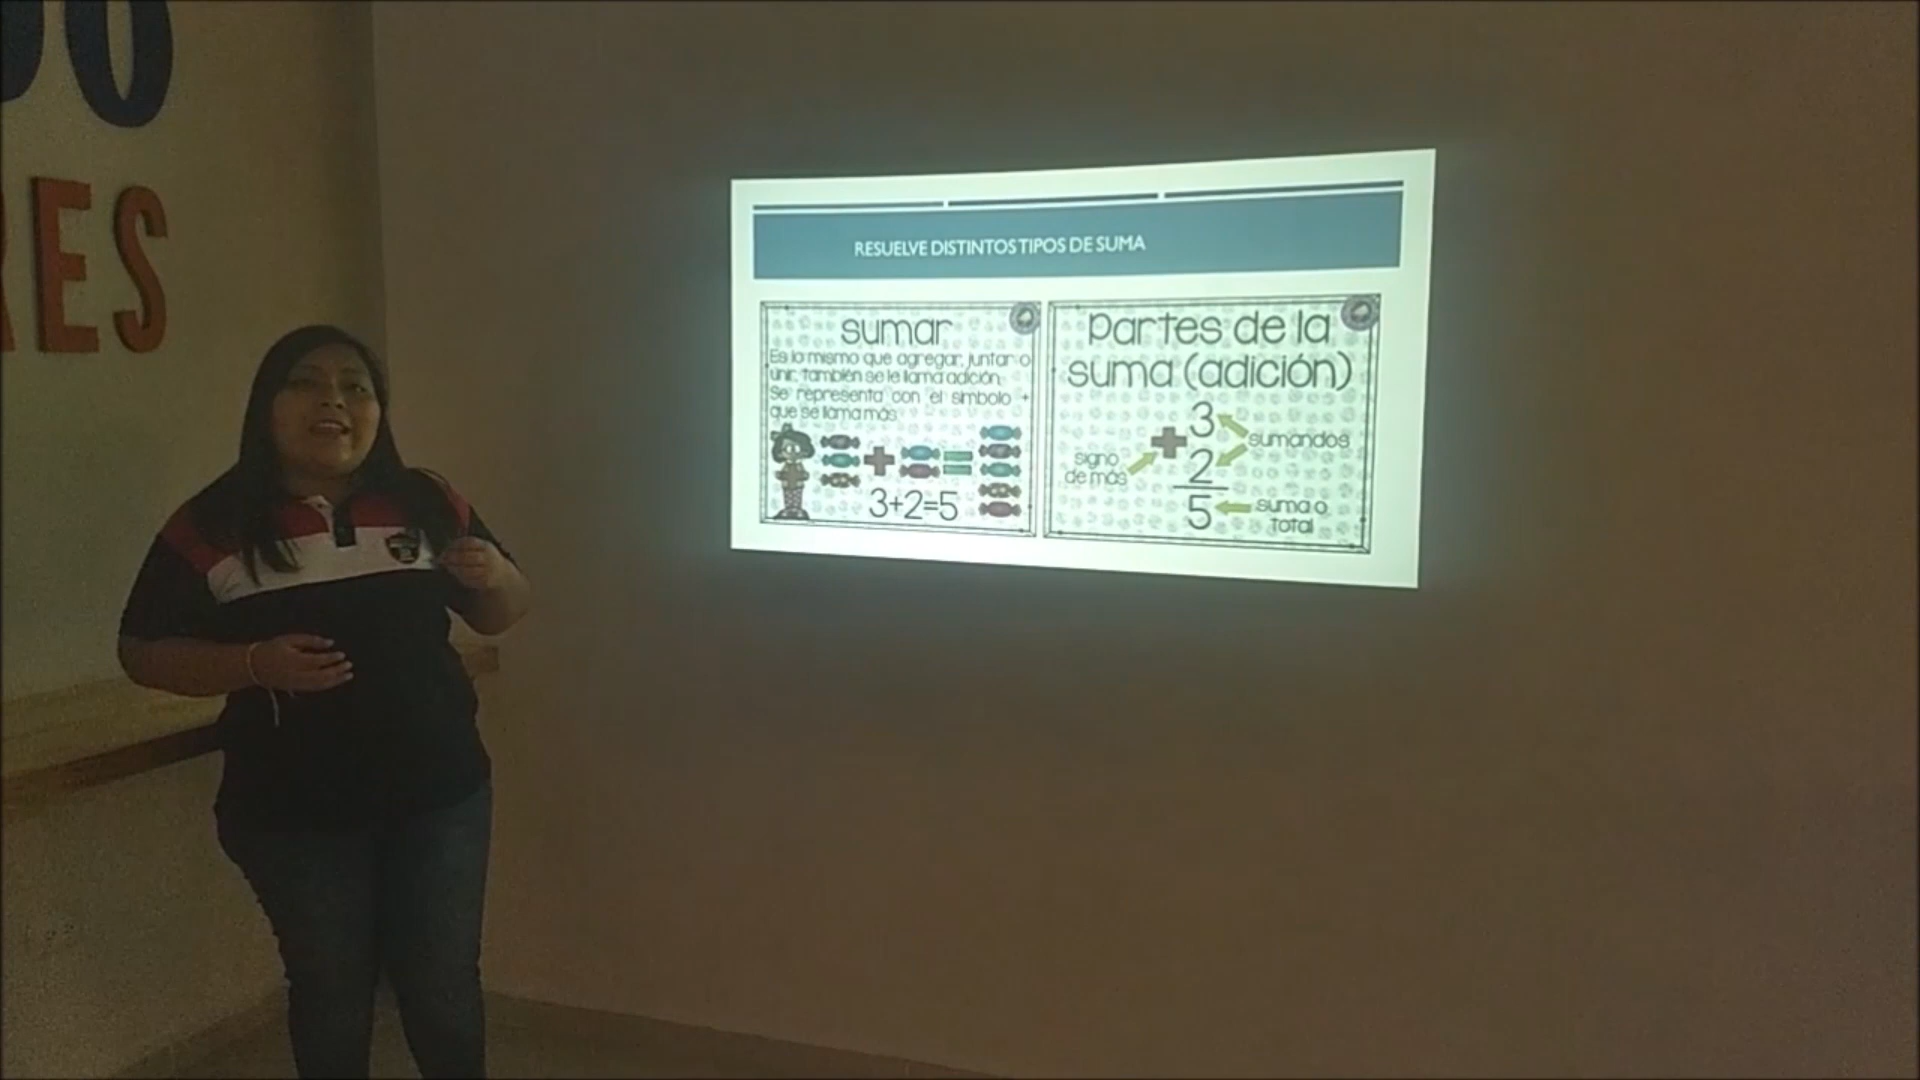 DO
RES
RESUELVE DISTINTOS TIPOS DE SUMA
sumar
Es lo mismo que agregar, juntar o
unir, también se le llama adición.
Se representa con el símbolo +
que se llama más
3+2=5
Partes de la
suma (adición)
3
sumandos
+
signo
de más
2
5
suma o
total